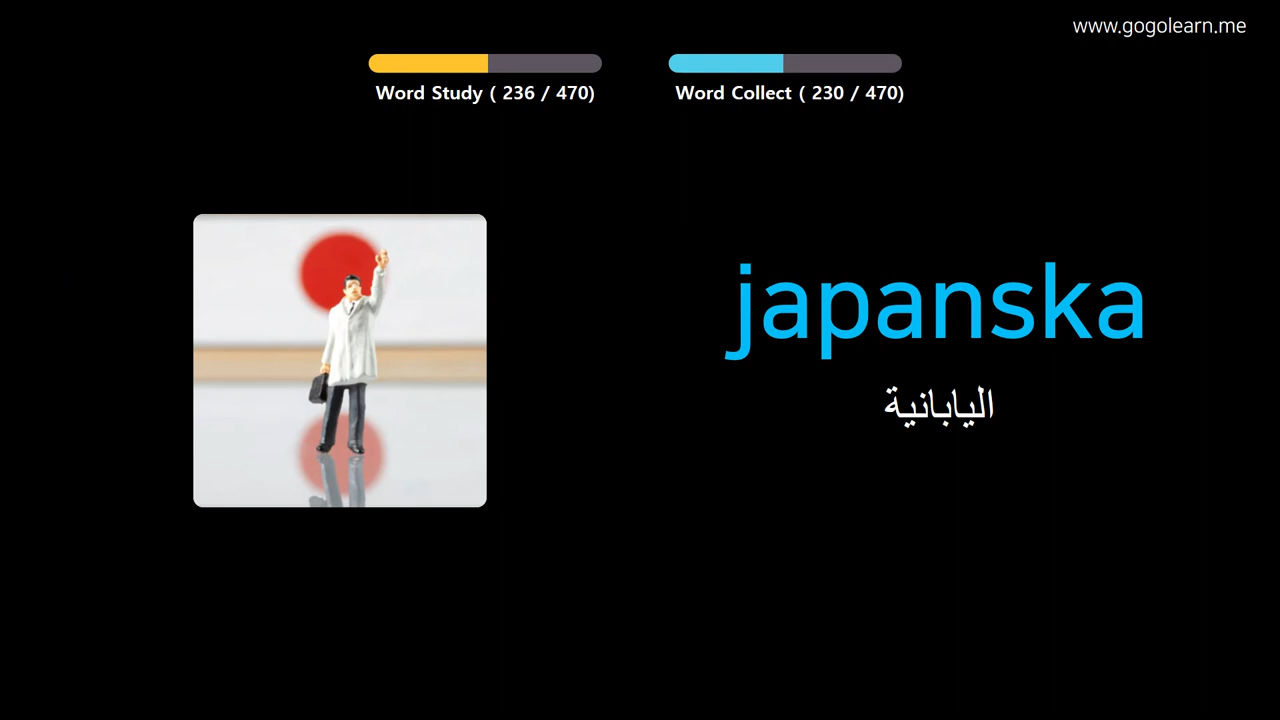 www.gogolearn.me
Word Study ( 236 / 470)
Word Collect ( 230 / 470)
japanska
اليابانية